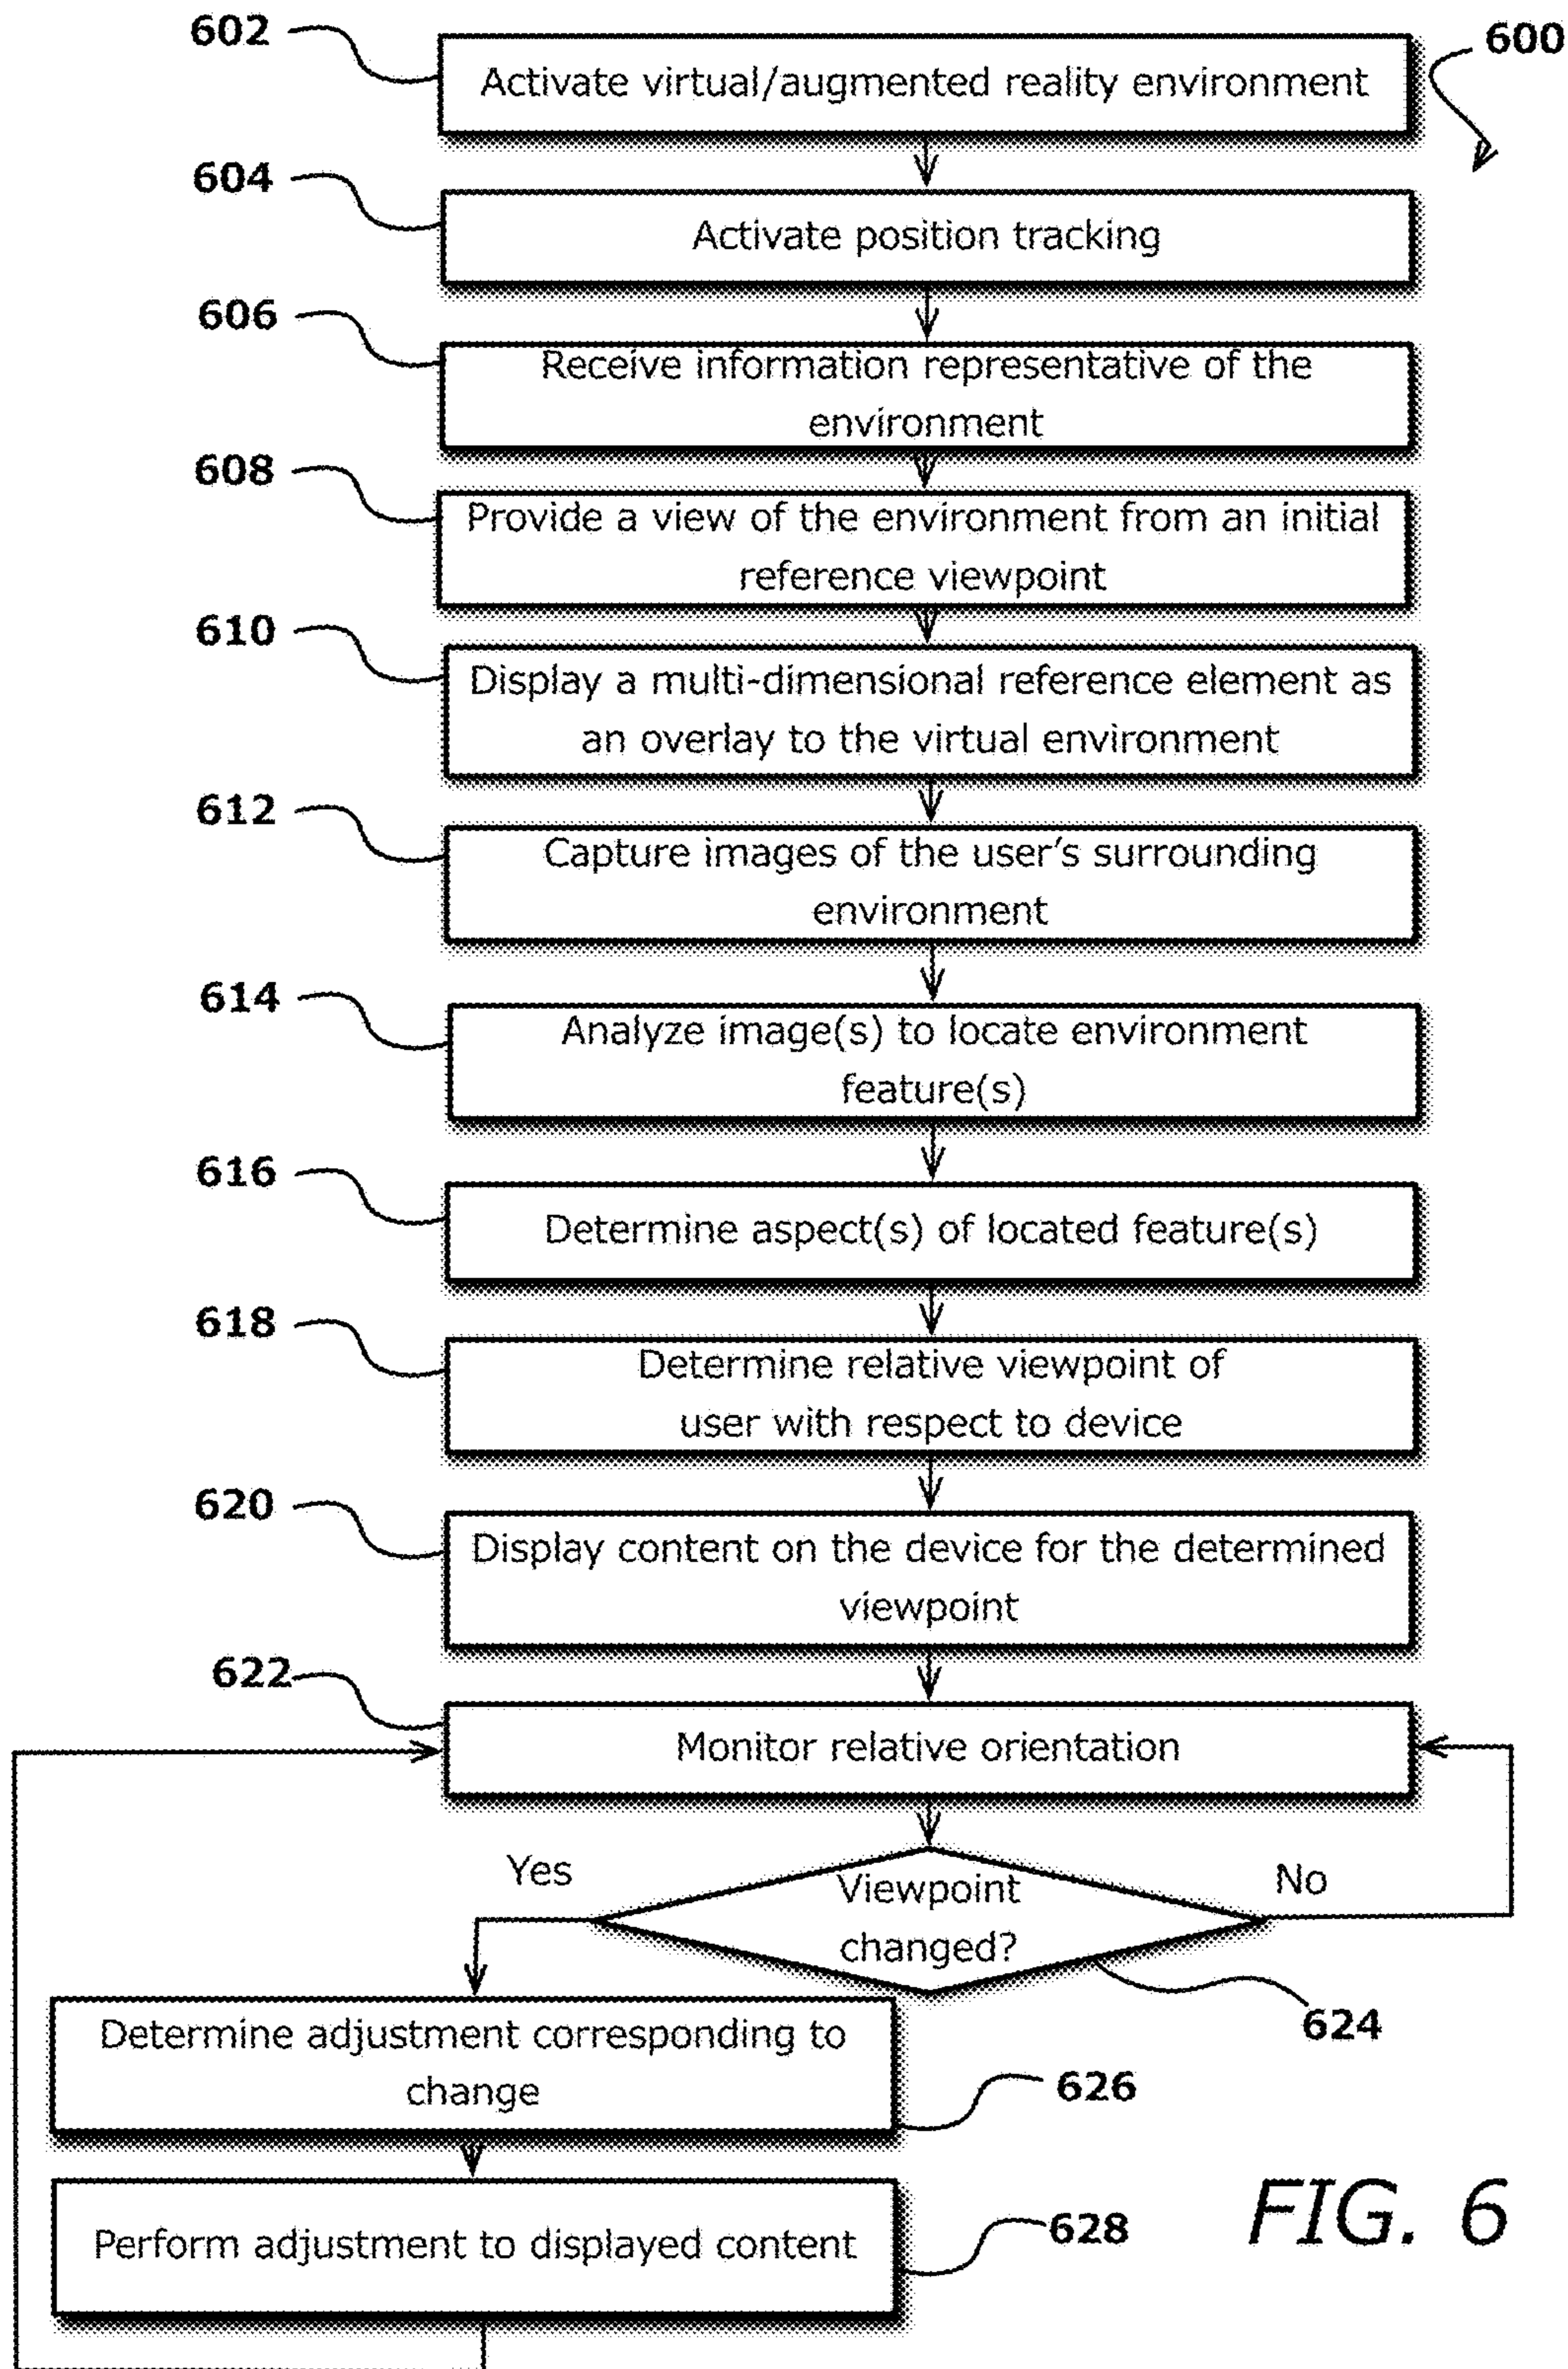 602
Activate virtual/augmented reality environment
600
604
Activate position tracking
606
Receive information representative of the
environment
608
Provide a view of the environment from an initial
reference viewpoint
610
Display a multi-dimensional reference element as
an overlay to the virtual environment
612
Capture images of the user's surrounding
environment
614
Analyze image(s) to locate environment
feature(s)
616
Determine aspect(s) of located feature(s)
618
Determine relative viewpoint of
user with respect to device
620
Display content on the device for the determined
viewpoint
622
Monitor relative orientation
Yes
Viewpoint
changed?
No
624
Determine adjustment corresponding to
change
626
Perform adjustment to displayed content
628
FIG. 6